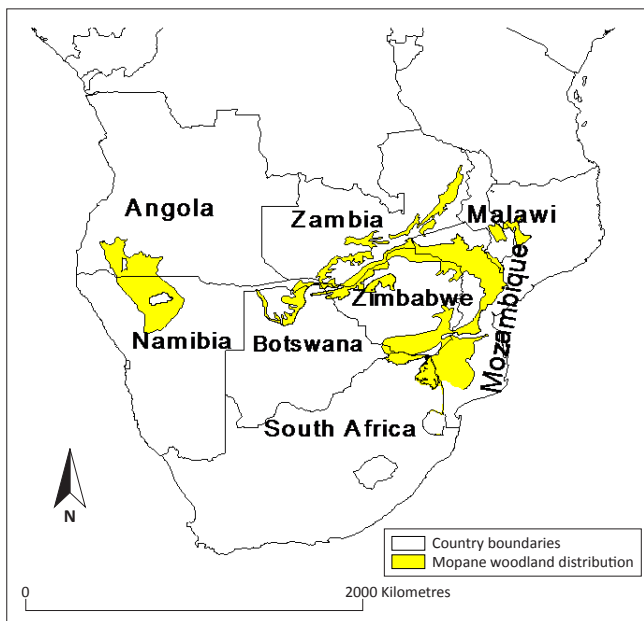 Angola
Zambia
Malawi
Mozambique
Zimbabwe
Namibia
Botswana
South Africa
N
Country boundaries
Mopane woodland distribution
0
2000 Kilometres